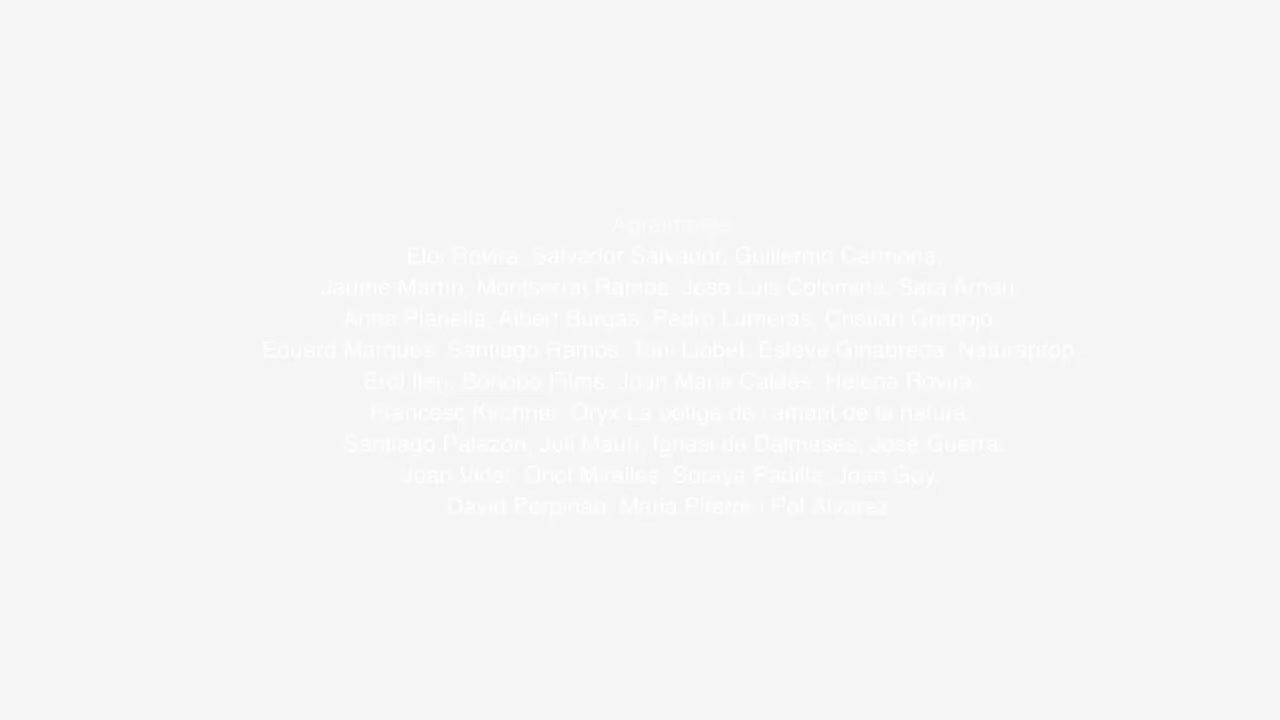 Agraïments:
Eloi Rovira, Salvador Salvador, Guillermo Carmona,
Jaume Martín, Montserrat Ramos, Jose Luis Colomina, Sara Arnau,
Anna Planella, Albert Burgas, Pedro Lumeras, Cristian Gorgojo,
Eduard Marquès, Santiago Ramos, Toni Llobet, Esteve Ginabreda, Naturaprop,
Erol Ileri, Bonobo Films, Joan Maria Caldés, Helena Rovira,
Francesc Kirchner, Oryx La botiga de l'amant de la natura,
Santiago Palazón, Juli Mauri, Ignasi de Dalmases, José Guerra,
Joan Vidal, Oriol Miralles, Soraya Padilla, Joan Goy,
David Perpiñán, Maria Pifarré i Pol Alvarez